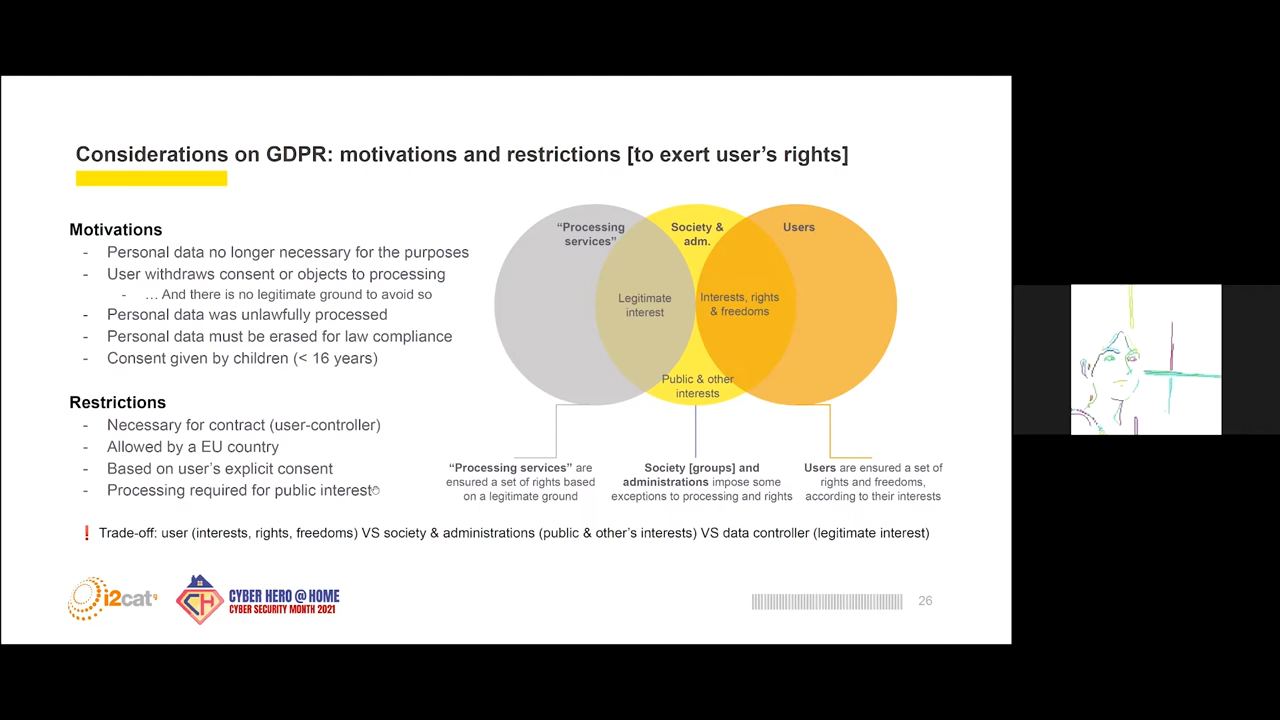 Considerations on GDPR: motivations and restrictions [to exert user's rights]
Motivations
- Personal data no longer necessary for the purposes
- User withdraws consent or objects to processing
- … And there is no legitimate ground to avoid so
- Personal data was unlawfully processed
- Personal data must be erased for law compliance
- Consent given by children (< 16 years)
Restrictions
- Necessary for contract (user-controller)
- Allowed by a EU country
- Based on user's explicit consent
- Processing required for public interest
“Processing
services”
Society &
adm.
Users
Legitimate
interest
Interests, rights
& freedoms
Public & other
interests
“Processing services” are
ensured a set of rights based
on a legitimate ground
Society [groups] and
administrations impose some
exceptions to processing and rights
Users are ensured a set of
rights and freedoms,
according to their interests
❗ Trade-off: user (interests, rights, freedoms) VS society & administrations (public & other's interests) VS data controller (legitimate interest)
i2cat
CH
CYBER HERO @ HOME
CYBER SECURITY MONTH 2021
26